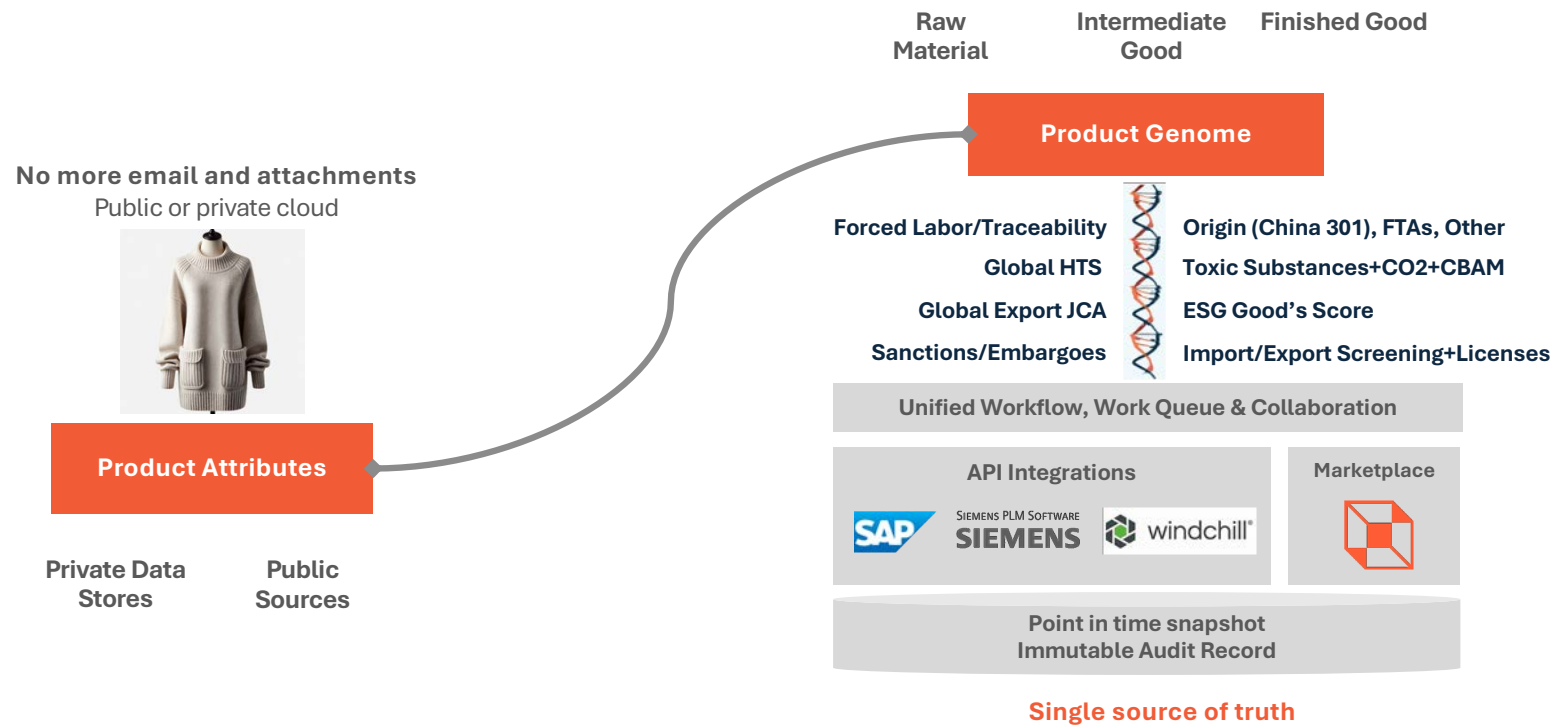 Raw
Material
Intermediate
Good
Finished Good
Product Genome
No more email and attachments
Public or private cloud
Forced Labor/Traceability
Origin (China 301), FTAs, Other
Global HTS
Toxic Substances+CO2+CBAM
Global Export JCA
ESG Good’s Score
Sanctions/Embargoes
Import/Export Screening+Licenses
Unified Workflow, Work Queue & Collaboration
Product Attributes
API Integrations
Marketplace
SAP
SIEMENS PLM SOFTWARE
SIEMENS
windchill®
Private Data
Stores
Public
Sources
Point in time snapshot
Immutable Audit Record
Single source of truth